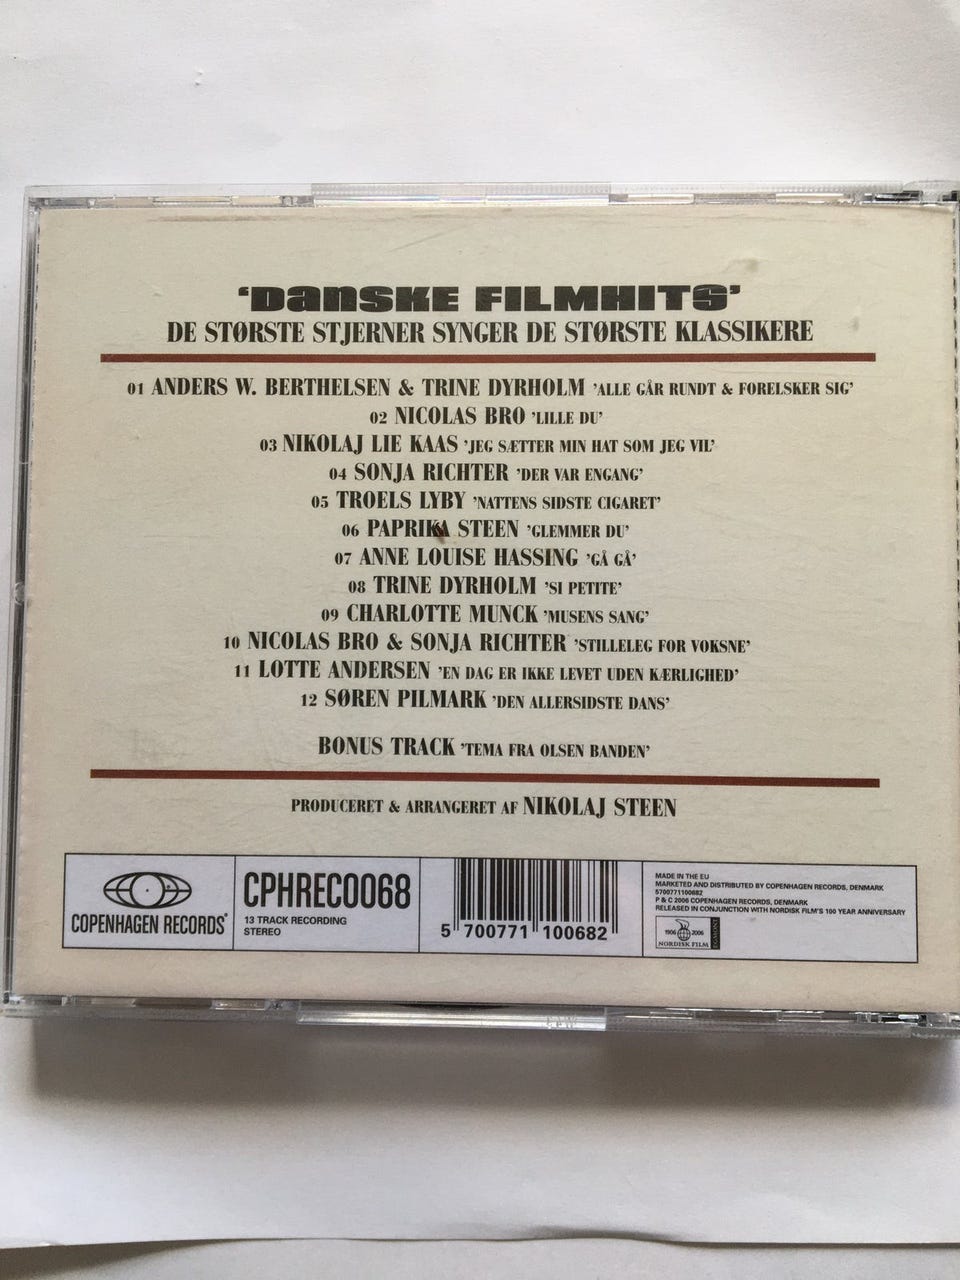 'DANSKE FILMHITS'
DE STØRSTE STJERNER SYNGER DE STØRSTE KLASSIKERE
01 ANDERS W. BERTHELSEN & TRINE DYRHOLM 'ALLE GÅR RUNDT & FORELSKER SIG'
02 NICOLAS BRO 'LILLE DU'
03 NIKOLAJ LIE KAAS 'JEG SÆTTER MIN HAT SOM JEG VIL'
04 SONJA RICHTER 'DER VAR ENGANG'
05 TROELS LYBY 'NATTENS SIDSTE CIGARET'
06 PAPRIKA STEEN 'GLEMMER DU'
07 ANNE LOUISE HASSING 'GÅ GÅ'
08 TRINE DYRHOLM 'SI PETITE'
09 CHARLOTTE MUNCK 'MUSENS SANG'
10 NICOLAS BRO & SONJA RICHTER 'STILLELEG FOR VOKSNE'
11 LOTTE ANDERSEN 'EN DAG ER IKKE LEVET UDEN KÆRLIGHED'
12 SØREN PILMARK 'DEN ALLERSIDSTE DANS'
BONUS TRACK 'TEMA FRA OLSEN BANDEN'
PRODUCERET & ARRANGERET AF NIKOLAJ STEEN
COPENHAGEN RECORDS®
CPHREC0068
13 TRACK RECORDING
STEREO
5 700771 100682
MADE IN THE EU
MARKETED AND DISTRIBUTED BY COPENHAGEN RECORDS, DENMARK
5700771100682
P & C 2006 COPENHAGEN RECORDS, DENMARK
RELEASED IN CONJUNCTION WITH NORDISK FILM'S 100 YEAR ANNIVERSARY
1906 2006
NORDISK FILM
EGMONT